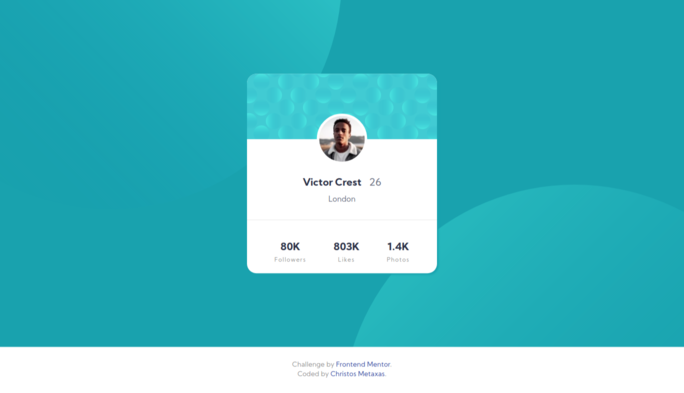 Victor Crest 26
London
80K 803K 1.4K
Followers Likes Photos
Challenge by Frontend Mentor.
Coded by Christos Metaxas.